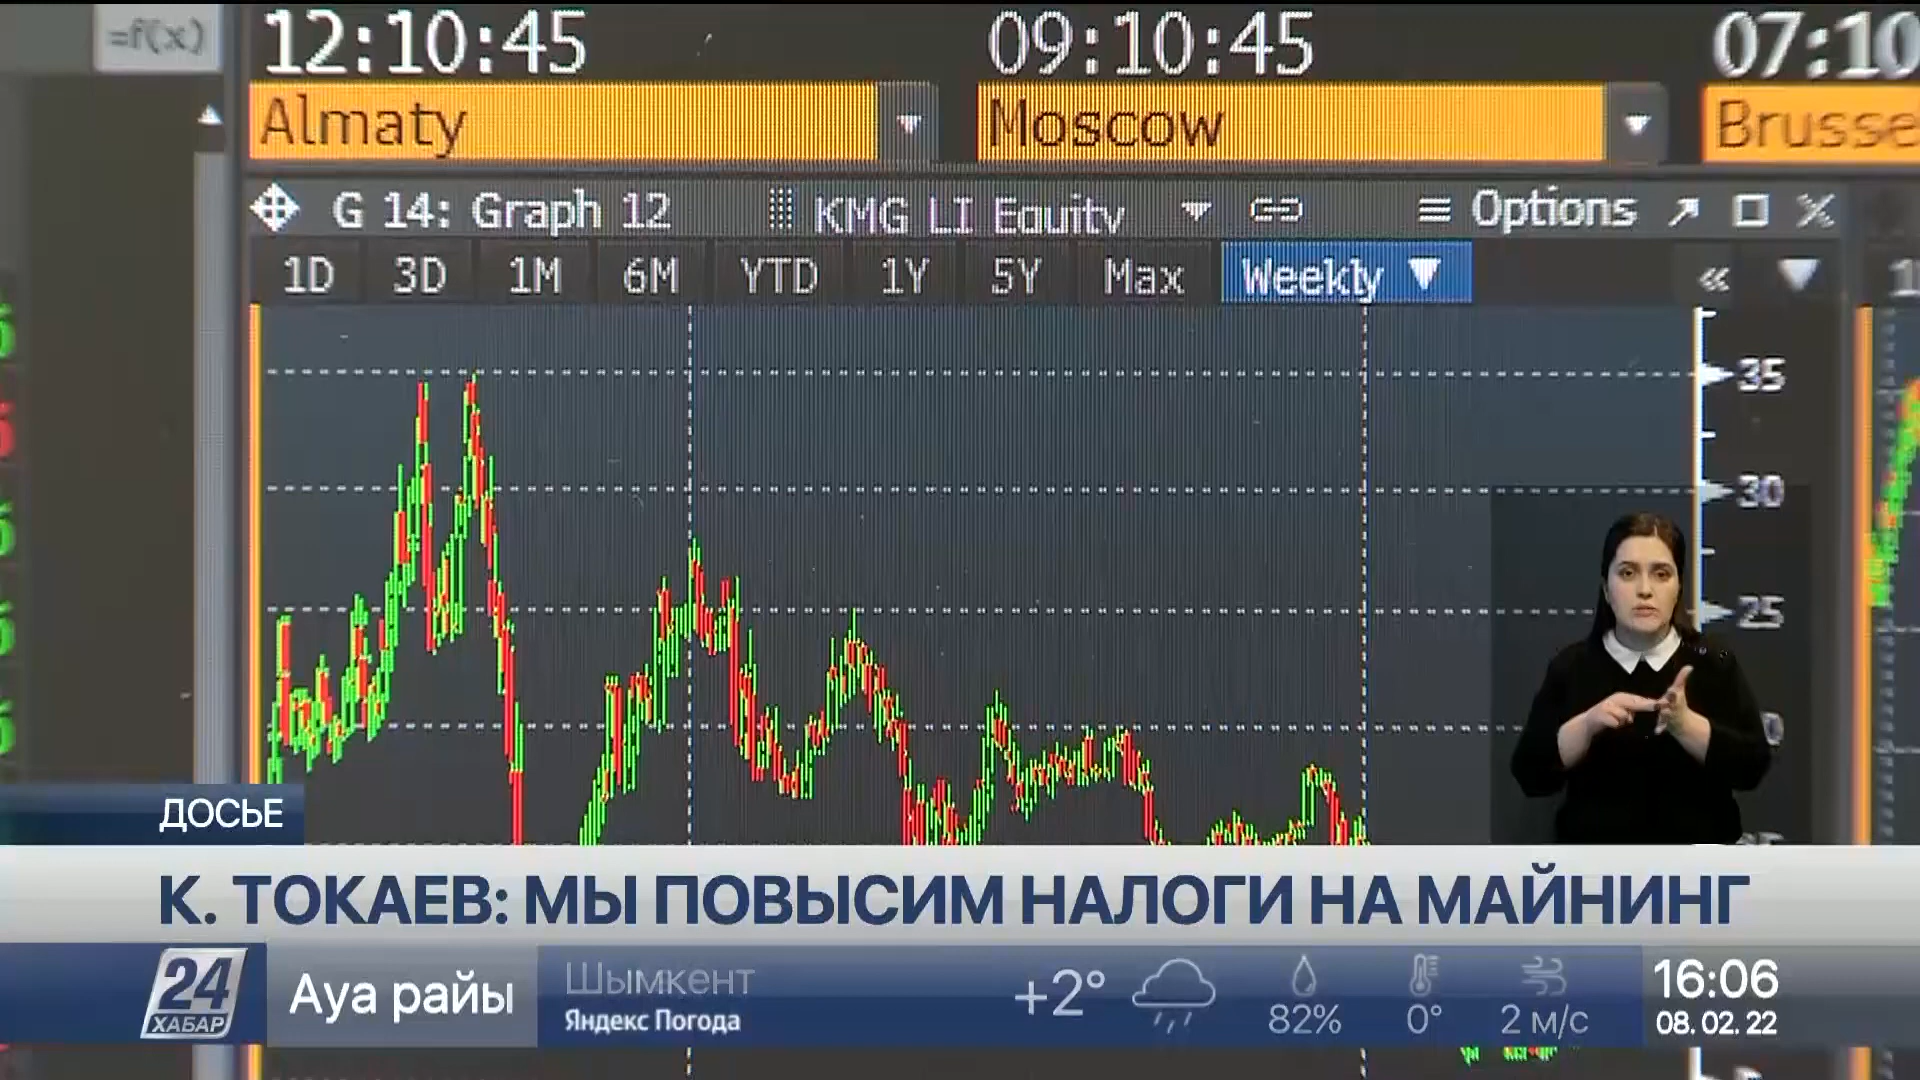 =f(x)
12:10:45
09:10:45
07:10
Almaty
Moscow
Brusse
G 14: Graph 12
KMG LI Equity
Options
1D 3D 1M 6M YTD 1Y 5Y Max Weekly
35
30
25
ДОСЬЕ
К. ТОКАЕВ: МЫ ПОВЫСИМ НАЛОГИ НА МАЙНИНГ
24
ХАБАР
Ауа райы
Шымкент
Яндекс Погода
+2°
82%
0°
2 м/с
16:06
08. 02. 22